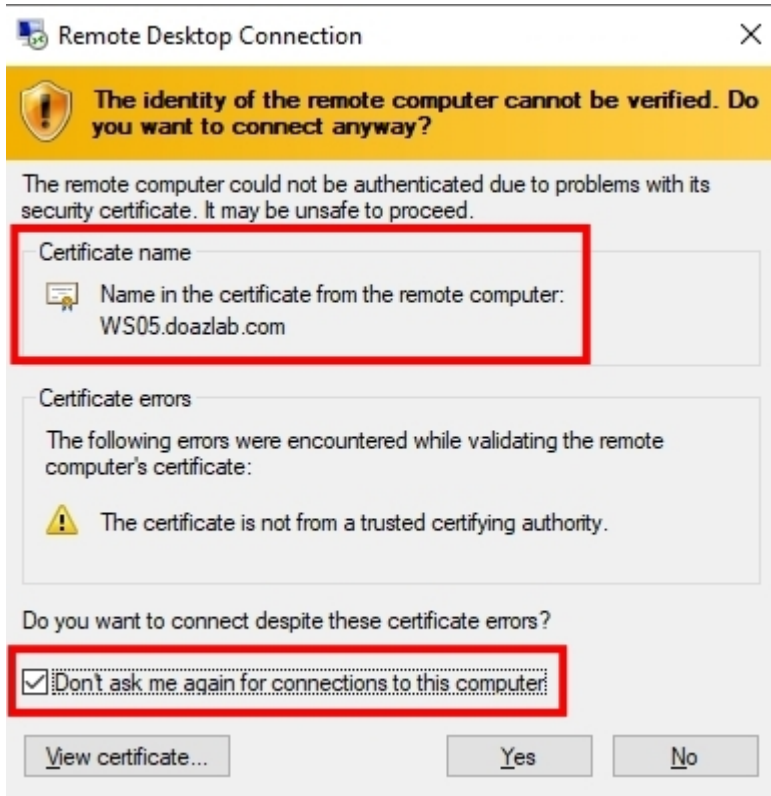 Remote Desktop Connection
The identity of the remote computer cannot be verified. Do
you want to connect anyway?
The remote computer could not be authenticated due to problems with its
security certificate. It may be unsafe to proceed.
Certificate name
Name in the certificate from the remote computer:
WS05.doazlab.com
Certificate errors
The following errors were encountered while validating the remote
computer's certificate:
The certificate is not from a trusted certifying authority.
Do you want to connect despite these certificate errors?
Don't ask me again for connections to this computer
View certificate...
Yes
No